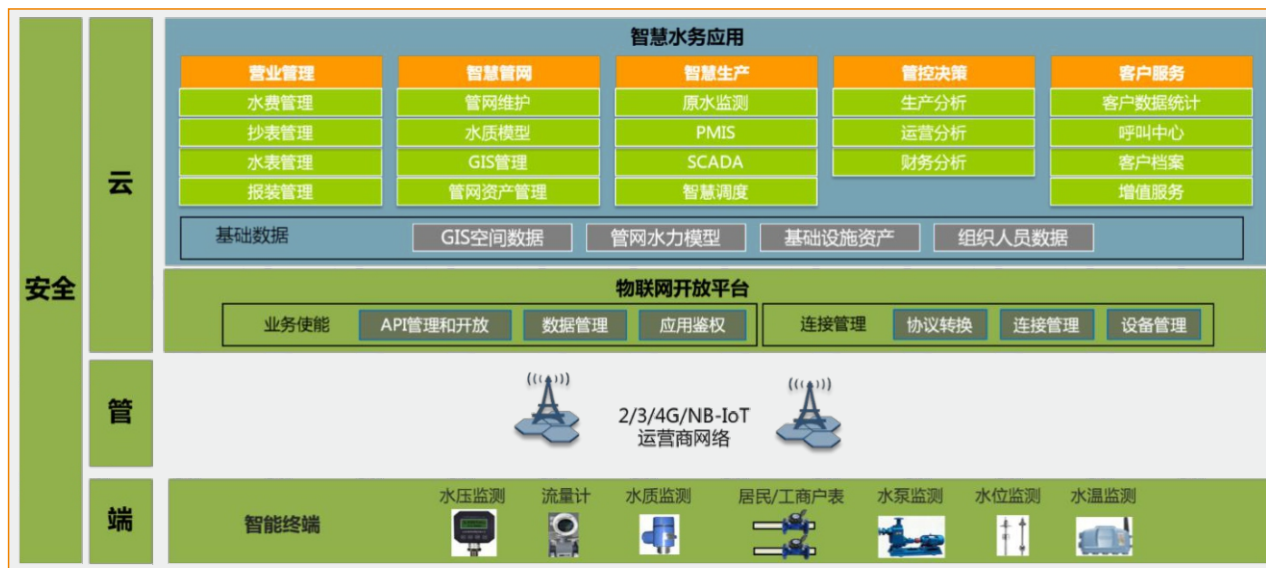 安全
云
智慧水务应用
营业管理 智慧管网 智慧生产 管控决策 客户服务
水费管理 管网维护 原水监测 生产分析 客户数据统计
抄表管理 水质模型 PMIS 运营分析 呼叫中心
水表管理 GIS管理 SCADA 财务分析 客户档案
报装管理 管网资产管理 智慧调度 增值服务
基础数据 GIS空间数据 管网水力模型 基础设施资产 组织人员数据
物联网开放平台
业务使能 API管理和开放 数据管理 应用鉴权 连接管理 协议转换 连接管理 设备管理
管
2/3/4G/NB-IoT
运营商网络
端
智能终端
水压监测 流量计 水质监测 居民/工商户表 水泵监测 水位监测 水温监测